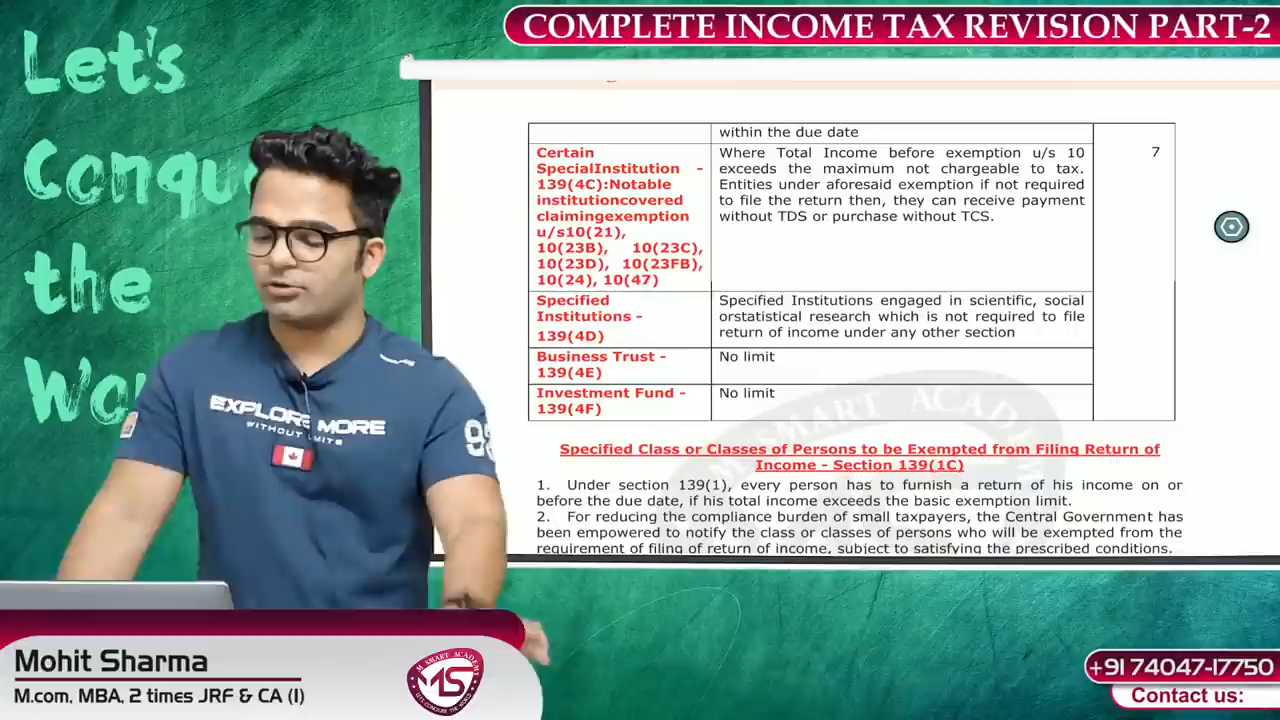 COMPLETE INCOME TAX REVISION PART-2
Let's
Conqu
the
Wo
within the due date
Certain SpecialInstitution - 139(4C):Notable institutioncovered claimingexemption u/s10(21), 10(23B), 10(23C), 10(23D), 10(23FB), 10(24), 10(47)
Where Total Income before exemption u/s 10 exceeds the maximum not chargeable to tax. Entities under aforesaid exemption if not required to file the return then, they can receive payment without TDS or purchase without TCS.
7
Specified Institutions - 139(4D)
Specified Institutions engaged in scientific, social orstatistical research which is not required to file return of income under any other section
Business Trust - 139(4E)
No limit
Investment Fund - 139(4F)
No limit
M SMART ACADEM
Specified Class or Classes of Persons to be Exempted from Filing Return of
Income - Section 139(1C)
1. Under section 139(1), every person has to furnish a return of his income on or
before the due date, if his total income exceeds the basic exemption limit.
2. For reducing the compliance burden of small taxpayers, the Central Government has
been empowered to notify the class or classes of persons who will be exempted from the
requirement of filing of return of income, subject to satisfying the prescribed conditions.
EXPLORE MORE
WITHOUT LIMITS
92
Mohit Sharma
M.com, MBA, 2 times JRF & CA (I)
M SMART ACADEMY
MS
LETS CONQUER THE WORLD
+91 74047-17750
Contact us: